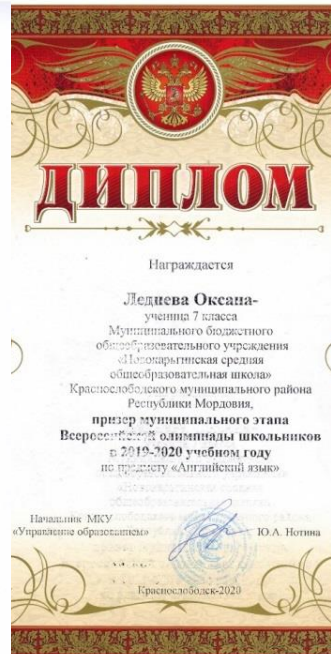 ДИПЛОМ
Награждается
Леднева Оксана-
ученица 7 класса
Муниципального бюджетного
общеобразовательного учреждения
«Новокарьгинская средняя
общеобразовательная школа»
Краснослободского муниципального района
Республики Мордовия,
призер муниципального этапа
Всероссийской олимпиады школьников
в 2019-2020 учебном году
по предмету «Английский язык»
Начальник МКУ
«Управление образованием»
Ю.А. Нотина
Краснослободск-2020